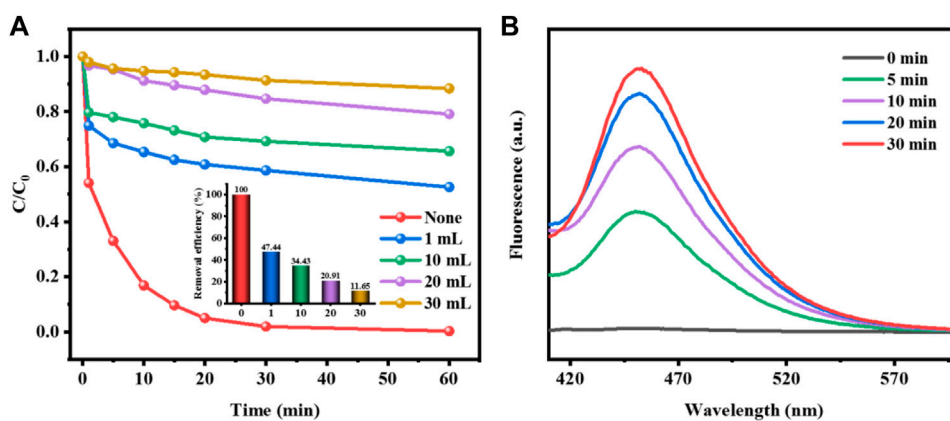 A
C/C0
1.0
0.8
0.6
0.4
0.2
0.0
0
10
20
30
40
50
60
Time (min)
Removal efficiency (%)
100
80
60
40
20
0
100
47.44
34.43
20.91
11.65
0
1
10
20
30
None
1 mL
10 mL
20 mL
30 mL
B
Fluorescence (a.u.)
0 min
5 min
10 min
20 min
30 min
420
470
520
570
Wavelength (nm)